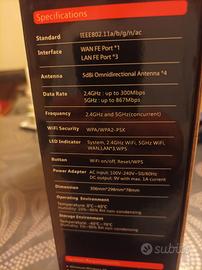 Specifications
Standard IEEE802.11a/b/g/n/ac
Interface WAN FE Port *1
LAN FE Port *3
Antenna 5dBi Omnidirectional Antenna *4
Data Rate 2.4GHz : up to 300Mbps
5GHz : up to 867Mbps
Frequency 2.4GHz and 5GHz(concurrent)
WiFi Security WPA/WPA2-PSK
LED Indicator System, 2.4GHz WiFi, 5GHz WiFi,
WAN,LAN*3,WPS
Button WiFi on/off, Reset/WPS
Power Adapter AC input: 100V-240V~50/60Hz
DC output: 9V with max. 1A current
Dimension
Operating Environment
Temperature: 0℃~40℃
Storage Environment
subito